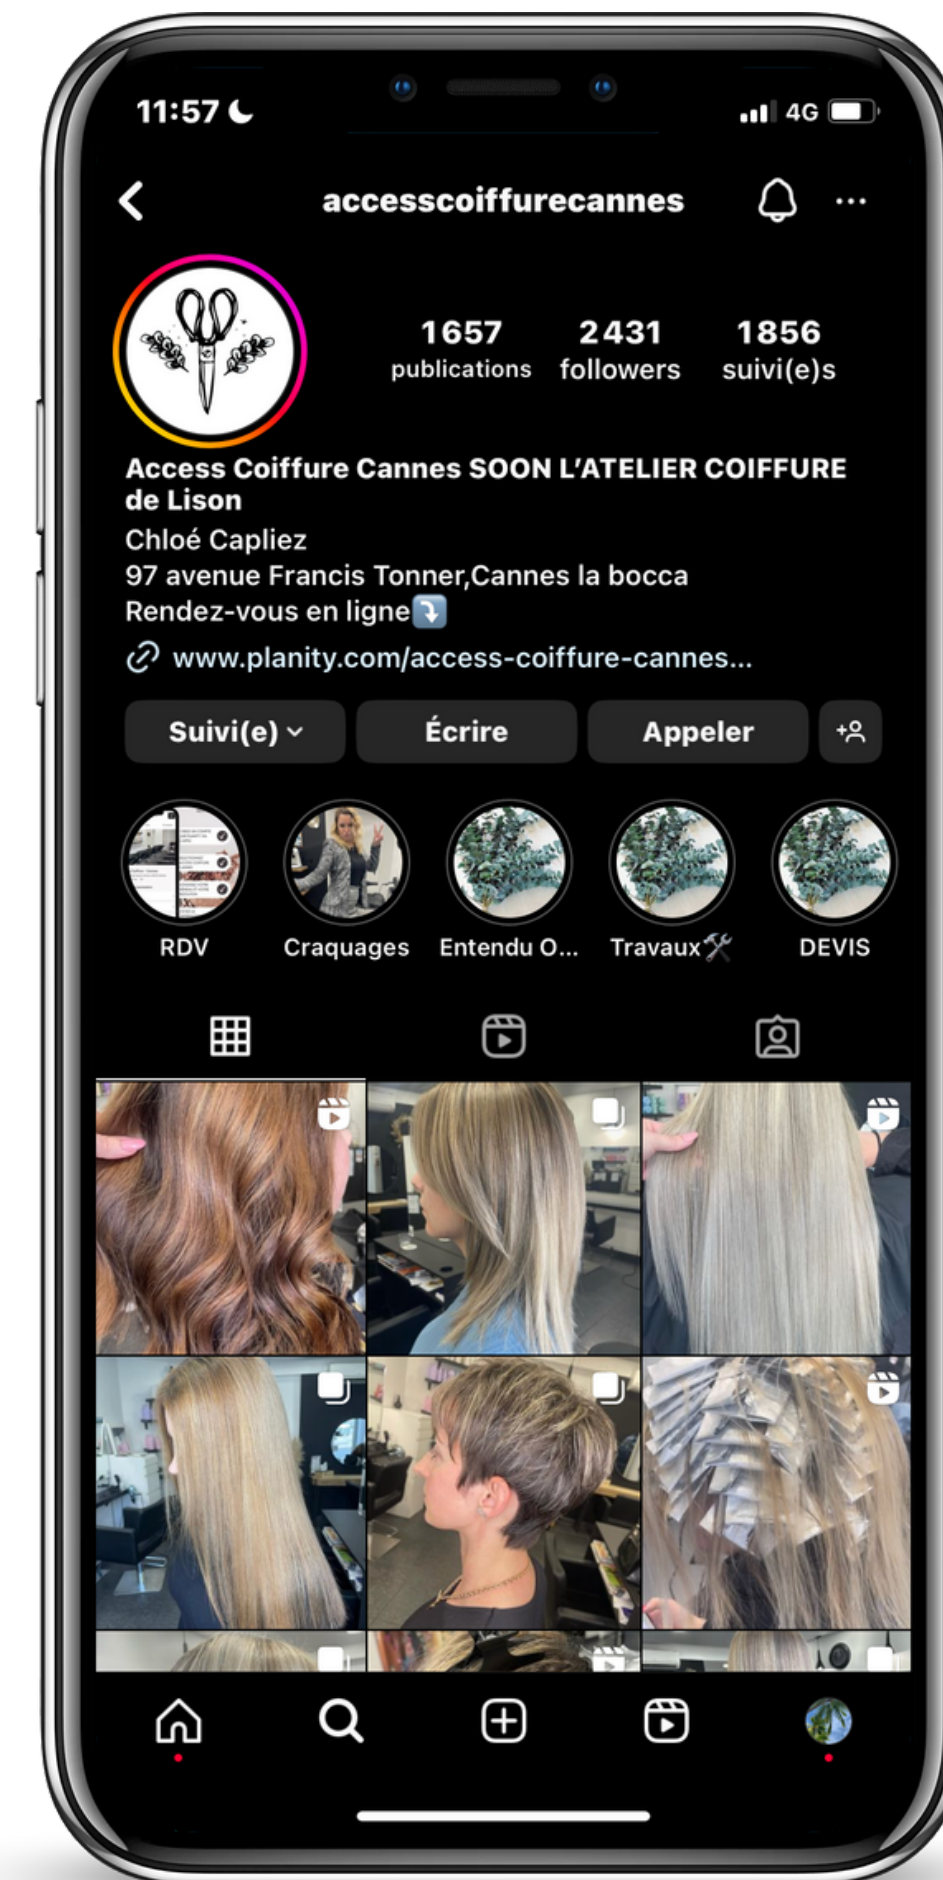 11:57
4G
accesscoiffurecannes
1657
2431
1856
publications
followers
suivi(e)s
Access Coiffure Cannes SOON L'ATELIER COIFFURE
de Lison
Chloé Capliez
97 avenue Francis Tonner,Cannes la bocca
Rendez-vous en ligne⤵️
www.planity.com/access-coiffure-cannes...
Suivi(e)
Écrire
Appeler
RDV
Craquages
Entendu O...
Travaux🛠️
DEVIS